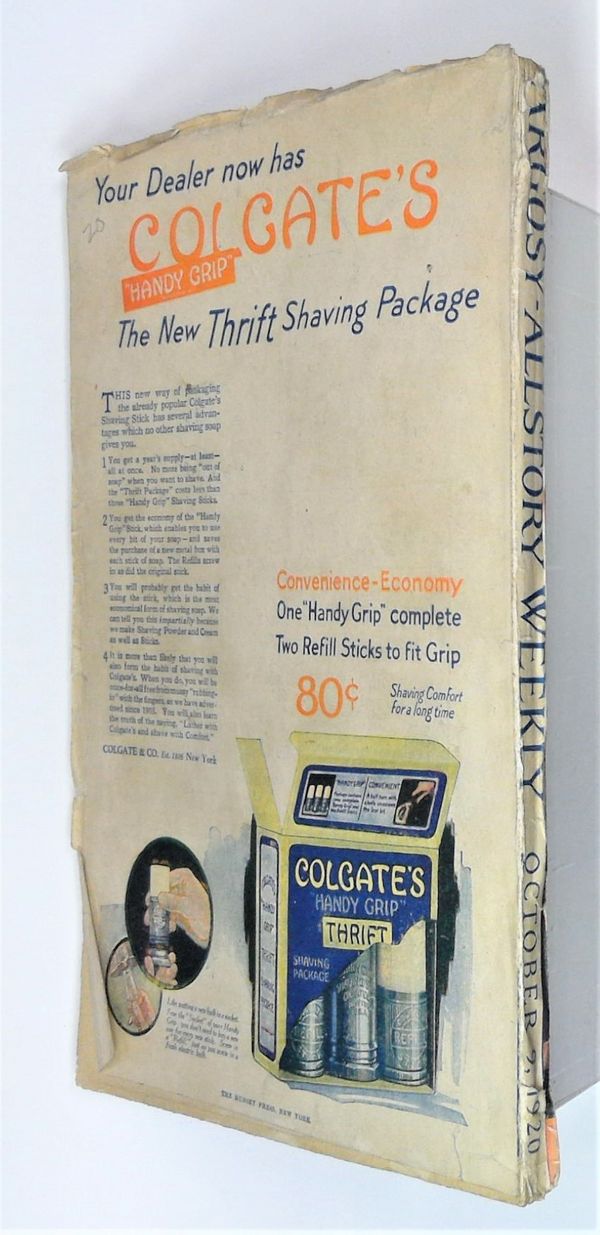 Your Dealer now has
20
COLGATE'S
"HANDY GRIP"
The New Thrift Shaving Package
THIS new way of packaging
the already popular Colgate's
Shaving Stick has several advan-
tages which no other shaving soap
gives you.
1 You get a year's supply—at least—
all at once. No more being "out of
soap" when you want to shave. And
the "Thrift Package" costs less than
three "Handy Grip" Shaving Sticks.
2 You get the economy of the "Handy
Grip" Stick, which enables you to use
every bit of your soap—and saves
the purchase of a new metal box with
each stick of soap. The Refills screw
in as did the original stick.
3 You will probably get the habit of
using the stick, which is the most
economical form of shaving soap. We
can tell you this impartially because
we make Shaving Powder and Cream
as well as Sticks.
4 It is more than likely that you will
also form the habit of shaving with
Colgate's. When you do, you will be
once-for-all free from mussy "rubbing-
in" with the fingers, as we have adver-
tised since 1903. You will also learn
the truth of the saying, "Lather with
Colgate's and shave with Comfort."
COLGATE & CO. Est. 1806 New York
Convenience-Economy
One "Handy Grip" complete
Two Refill Sticks to fit Grip
80¢
Shaving Comfort
for a long time
"HANDY GRIP"
CONVENIENT
COLGATE'S
"HANDY GRIP"
THRIFT
SHAVING
PACKAGE
Like putting a new bulb in a socket.
THE MUNSEY PRESS, NEW YORK
ARGOSY-ALLSTORY WEEKLY OCTOBER 2, 1920